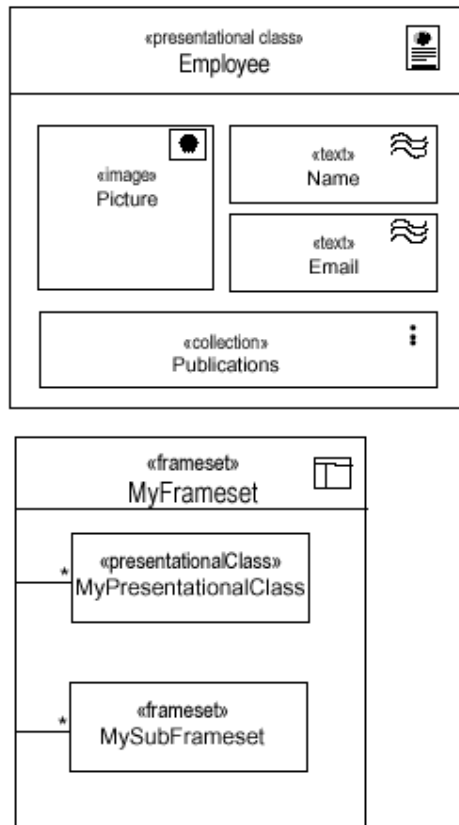 «presentational class»
Employee
«image»
Picture
«text»
Name
«text»
Email
«collection»
Publications
«frameset»
MyFrameset
«presentationalClass»
* MyPresentationalClass
«frameset»
* MySubFrameset